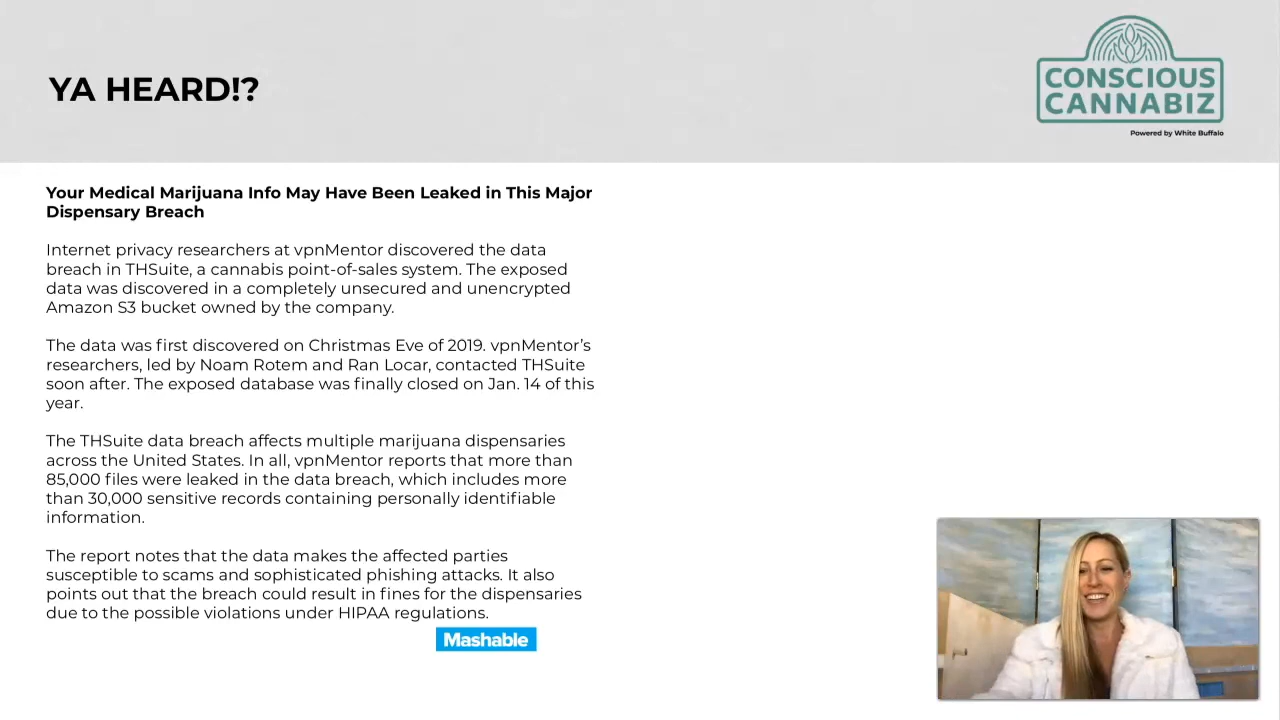 YA HEARD!?
CONSCIOUS
CANNABIZ
Powered by White Buffalo
Your Medical Marijuana Info May Have Been Leaked in This Major
Dispensary Breach
Internet privacy researchers at vpnMentor discovered the data
breach in THSuite, a cannabis point-of-sales system. The exposed
data was discovered in a completely unsecured and unencrypted
Amazon S3 bucket owned by the company.
The data was first discovered on Christmas Eve of 2019. vpnMentor’s
researchers, led by Noam Rotem and Ran Locar, contacted THSuite
soon after. The exposed database was finally closed on Jan. 14 of this
year.
The THSuite data breach affects multiple marijuana dispensaries
across the United States. In all, vpnMentor reports that more than
85,000 files were leaked in the data breach, which includes more
than 30,000 sensitive records containing personally identifiable
information.
The report notes that the data makes the affected parties
susceptible to scams and sophisticated phishing attacks. It also
points out that the breach could result in fines for the dispensaries
due to the possible violations under HIPAA regulations.
Mashable